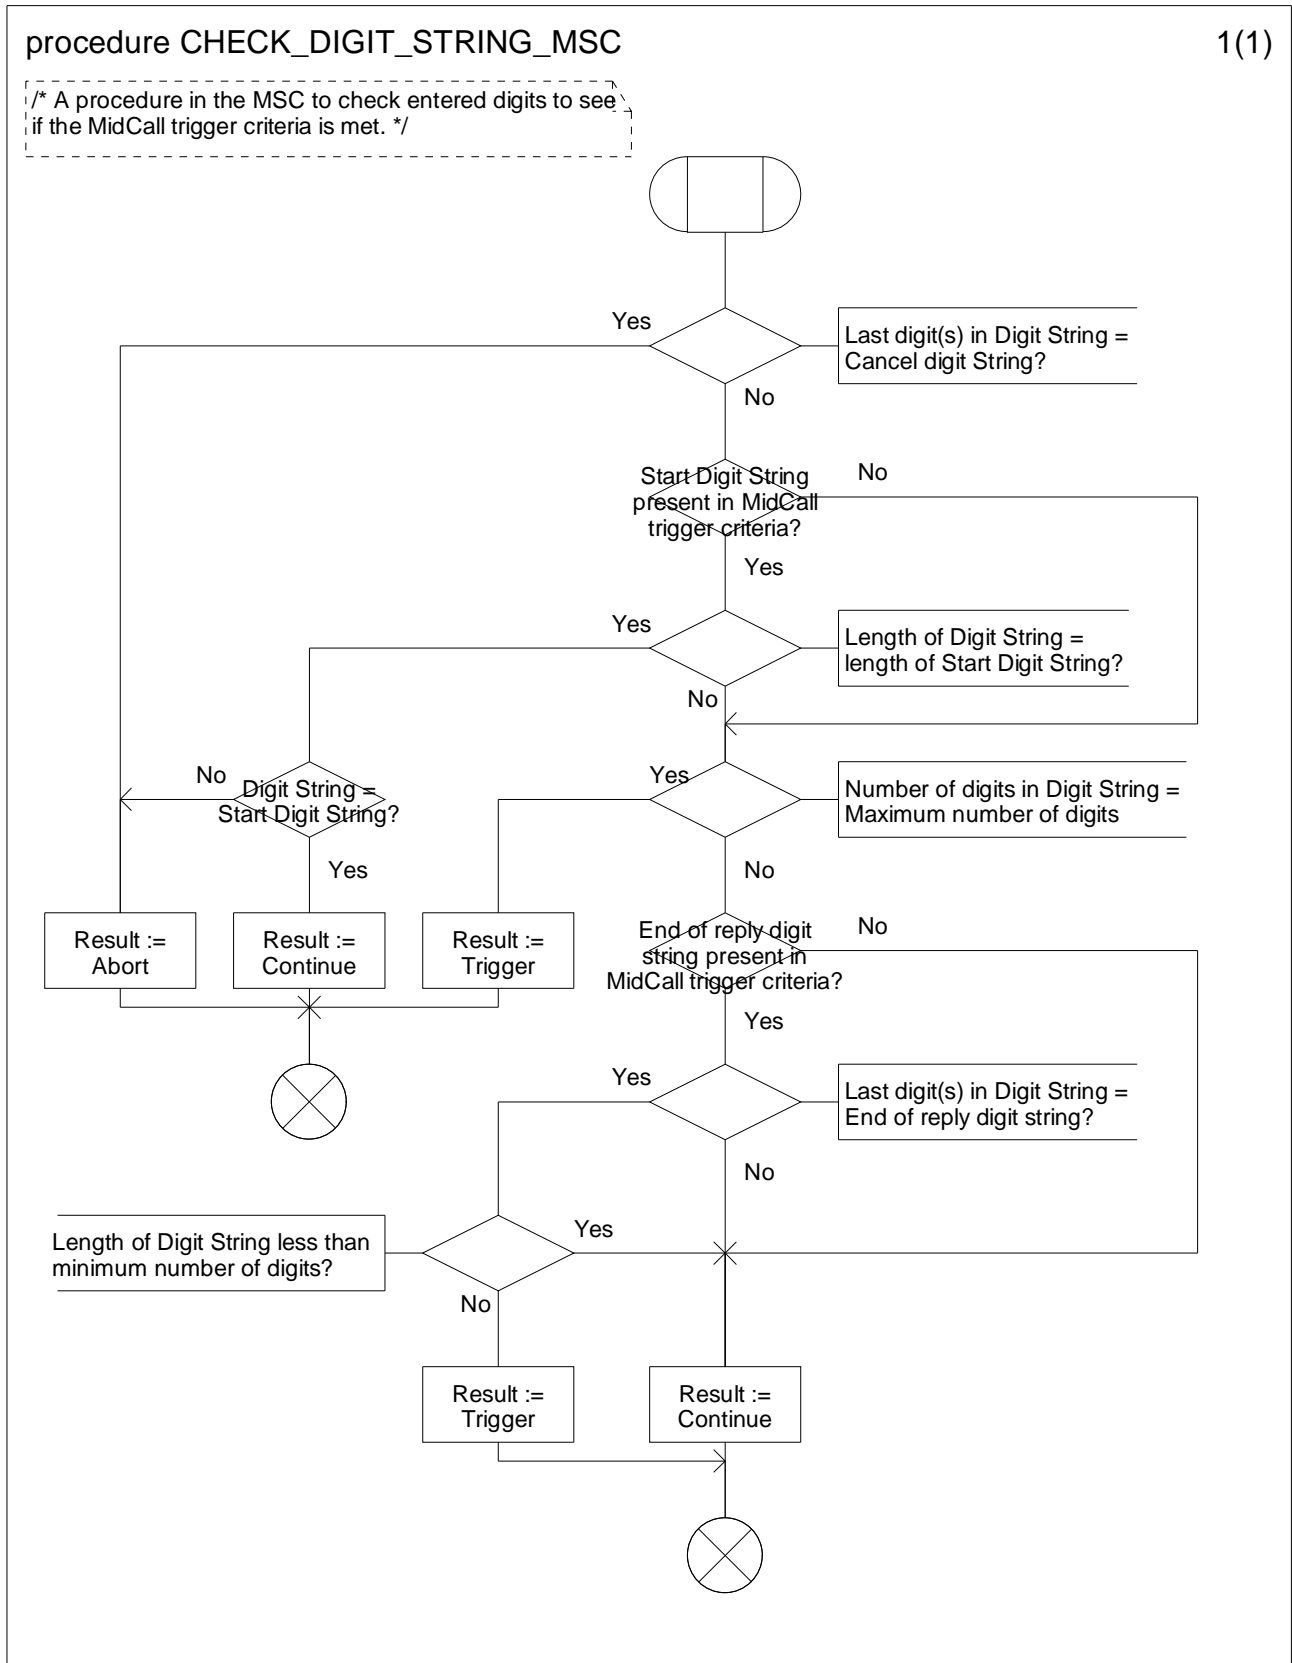 procedure CHECK_DIGIT_STRING_MSC
1(1)
/* A procedure in the MSC to check entered digits to see
if the MidCall trigger criteria is met. */
Yes
Last digit(s) in Digit String =
Cancel digit String?
No
Start Digit String
present in MidCall
trigger criteria?
No
Yes
Yes
Length of Digit String =
length of Start Digit String?
No
No
Digit String =
Start Digit String?
Yes
Number of digits in Digit String =
Maximum number of digits
Yes
No
Result :=
Abort
Result :=
Continue
Result :=
Trigger
End of reply digit
string present in
MidCall trigger criteria?
No
Yes
Yes
Last digit(s) in Digit String =
End of reply digit string?
No
Length of Digit String less than
minimum number of digits?
Yes
No
Result :=
Trigger
Result :=
Continue